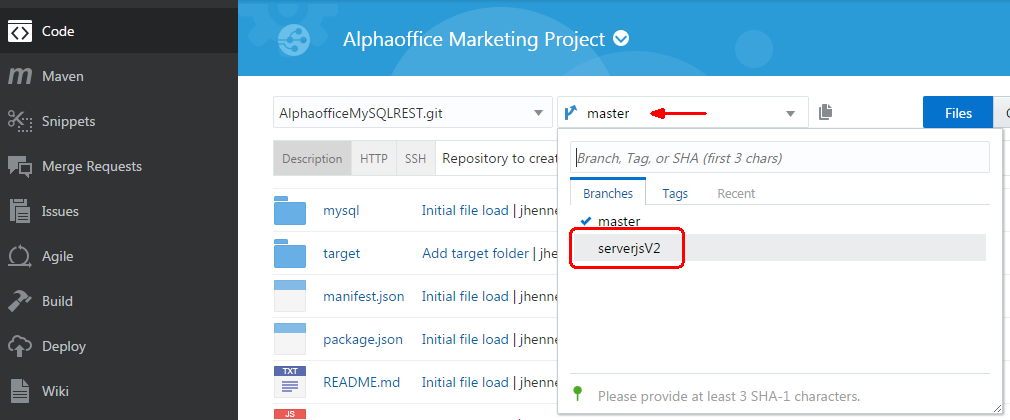 Code
Maven
Snippets
Merge Requests
Issues
Agile
Build
Deploy
Wiki
Alphaoffice Marketing Project
AlphaofficeMySQLREST.git
master
Files
Description HTTP SSH Repository to creat
mysql Initial file load | jhenne
target Add target folder | jhe
manifest.json Initial file load | jhenne
package.json Initial file load | jhenne
TXT
README.md Initial file load | jhenne
JS
Branch, Tag, or SHA (first 3 chars)
Branches Tags Recent
master
serverjsV2
Please provide at least 3 SHA-1 characters.